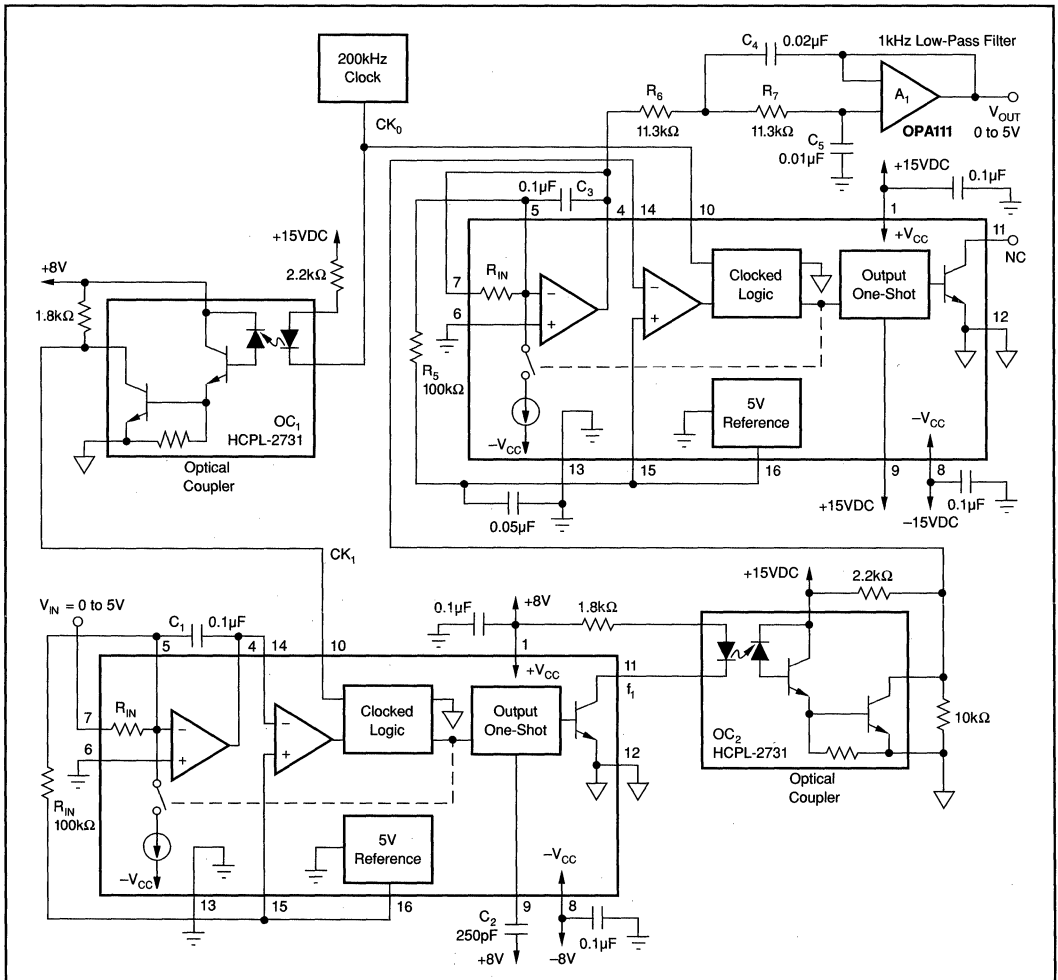 200kHz
Clock
CK0
C4 0.02µF
1kHz Low-Pass Filter
R6
11.3kΩ
R7
11.3kΩ
A1
OPA111
VOUT
0 to 5V
C5
0.01µF
+15VDC
0.1µF
0.1µF C3
5 4 14 10 1
+VCC
11
NC
+15VDC
2.2kΩ
+8V
1.8kΩ
7 RIN
6
−
+
−
+
Clocked
Logic
Output
One-Shot
12
R5
100kΩ
OC1
HCPL-2731
Optical
Coupler
5V
Reference
−VCC
−VCC
13 15 16 9 8
0.05µF
+15VDC
−15VDC
0.1µF
CK1
VIN = 0 to 5V
C1
0.1µF
5 4 14 10 1
0.1µF
+8V
1.8kΩ
+VCC
11
f1
+15VDC
2.2kΩ
7 RIN
6
−
+
−
+
Clocked
Logic
Output
One-Shot
12
OC2
HCPL-2731
10kΩ
Optical
Coupler
RIN
100kΩ
5V
Reference
−VCC
−VCC
13 15 16 9 8
C2
250pF
+8V
−8V
0.1µF